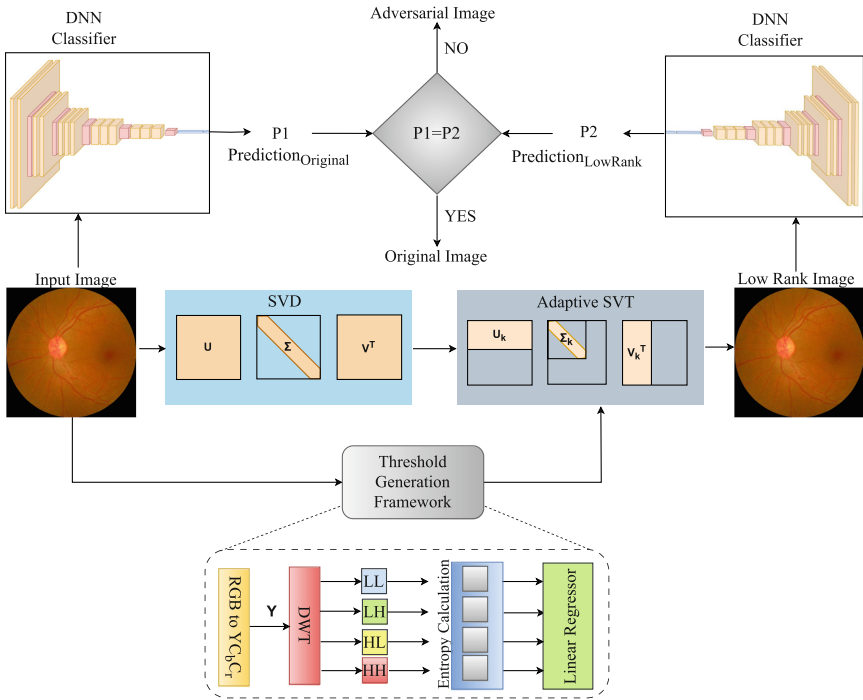 DNN
Classifier
Adversarial Image
DNN
Classifier
NO
P1
Prediction_Original
P1=P2
P2
Prediction_LowRank
YES
Input Image
Original Image
Low Rank Image
SVD
Adaptive SVT
U
Σ
V^T
U_k
Σ_k
V_k^T
Threshold
Generation
Framework
RGB to YC_bC_r
Y
DWT
LL
LH
HL
HH
Entropy Calculation
Linear Regressor